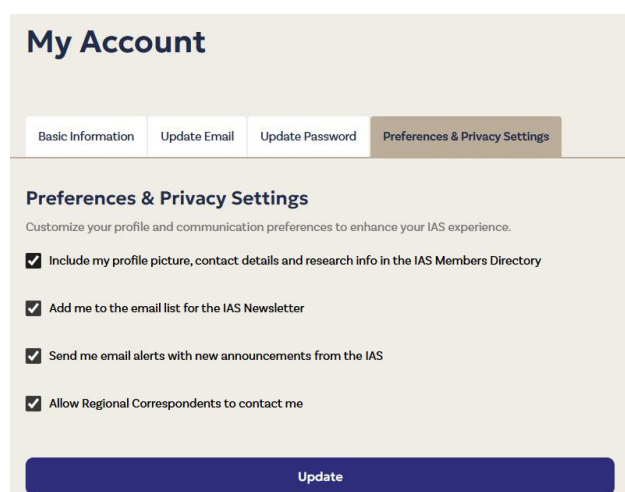 My Account
Basic Information
Update Email
Update Password
Preferences & Privacy Settings
Preferences & Privacy Settings
Customize your profile and communication preferences to enhance your IAS experience.
Include my profile picture, contact details and research info in the IAS Members Directory
Add me to the email list for the IAS Newsletter
Send me email alerts with new announcements from the IAS
Allow Regional Correspondents to contact me
Update